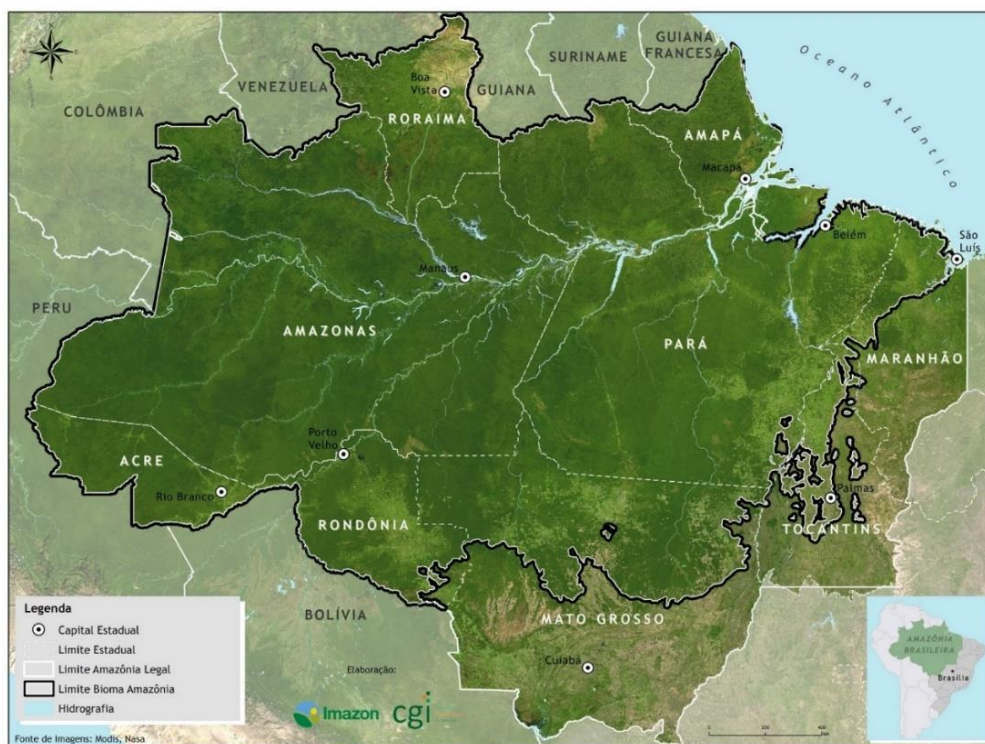 GUIANA
FRANCESA
SURINAME
Oceano Atlântico
VENEZUELA
Boa
Vista
GUIANA
COLÔMBIA
RORAIMA
AMAPÁ
Macapá
Belém
São
Luís
Manaus
PERU
AMAZONAS
PARÁ
MARANHÃO
Porto
Velho
ACRE
Rio Branco
Palmas
RONDÔNIA
TOCANTINS
BOLÍVIA
MATO GROSSO
Cuiabá
Legenda
Capital Estadual
Limite Estadual
Limite Amazônia Legal
Limite Bioma Amazônia
Hidrografia
Elaboração:
Imazon
cgi
AMAZÔNIA
BRASILEIRA
Brasília
Fonte de Imagens: Modis, Nasa